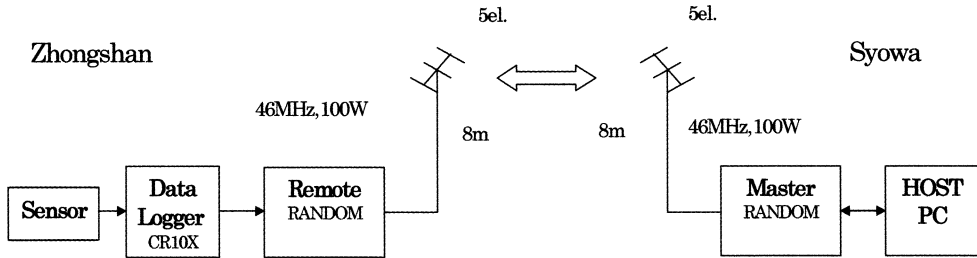 5el.
5el.
Zhongshan
Syowa
46MHz, 100W
8m
8m
46MHz, 100W
Sensor
Data
Logger
CR10X
Remote
RANDOM
Master
RANDOM
HOST
PC